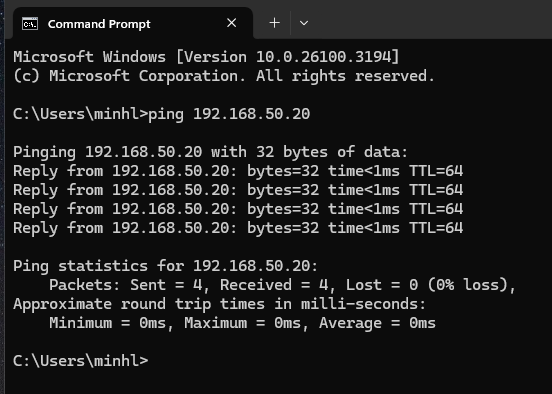 Command Prompt
Microsoft Windows [Version 10.0.26100.3194]
(c) Microsoft Corporation. All rights reserved.
C:\Users\minhl>ping 192.168.50.20
Pinging 192.168.50.20 with 32 bytes of data:
Reply from 192.168.50.20: bytes=32 time<1ms TTL=64
Reply from 192.168.50.20: bytes=32 time<1ms TTL=64
Reply from 192.168.50.20: bytes=32 time<1ms TTL=64
Reply from 192.168.50.20: bytes=32 time<1ms TTL=64
Ping statistics for 192.168.50.20:
    Packets: Sent = 4, Received = 4, Lost = 0 (0% loss),
Approximate round trip times in milli-seconds:
    Minimum = 0ms, Maximum = 0ms, Average = 0ms
C:\Users\minhl>